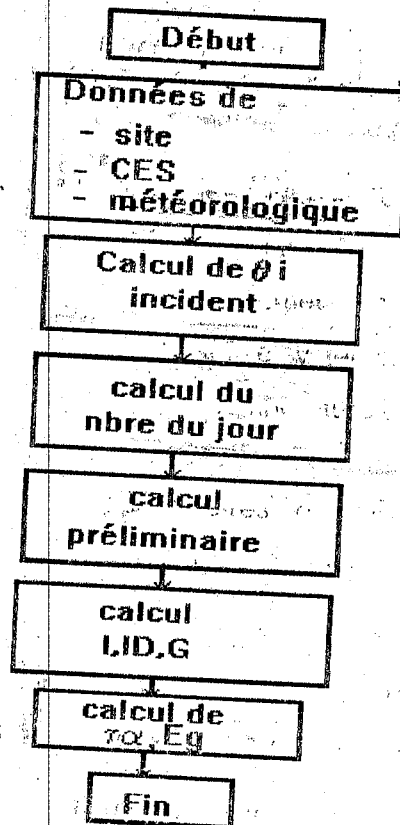 Début
Données de
- site
- CES
- météorologique
Calcul de θ i
incident
calcul du
nbre du jour
calcul
préliminaire
calcul
I,ID,G
calcul de
τα, Eg
Fin